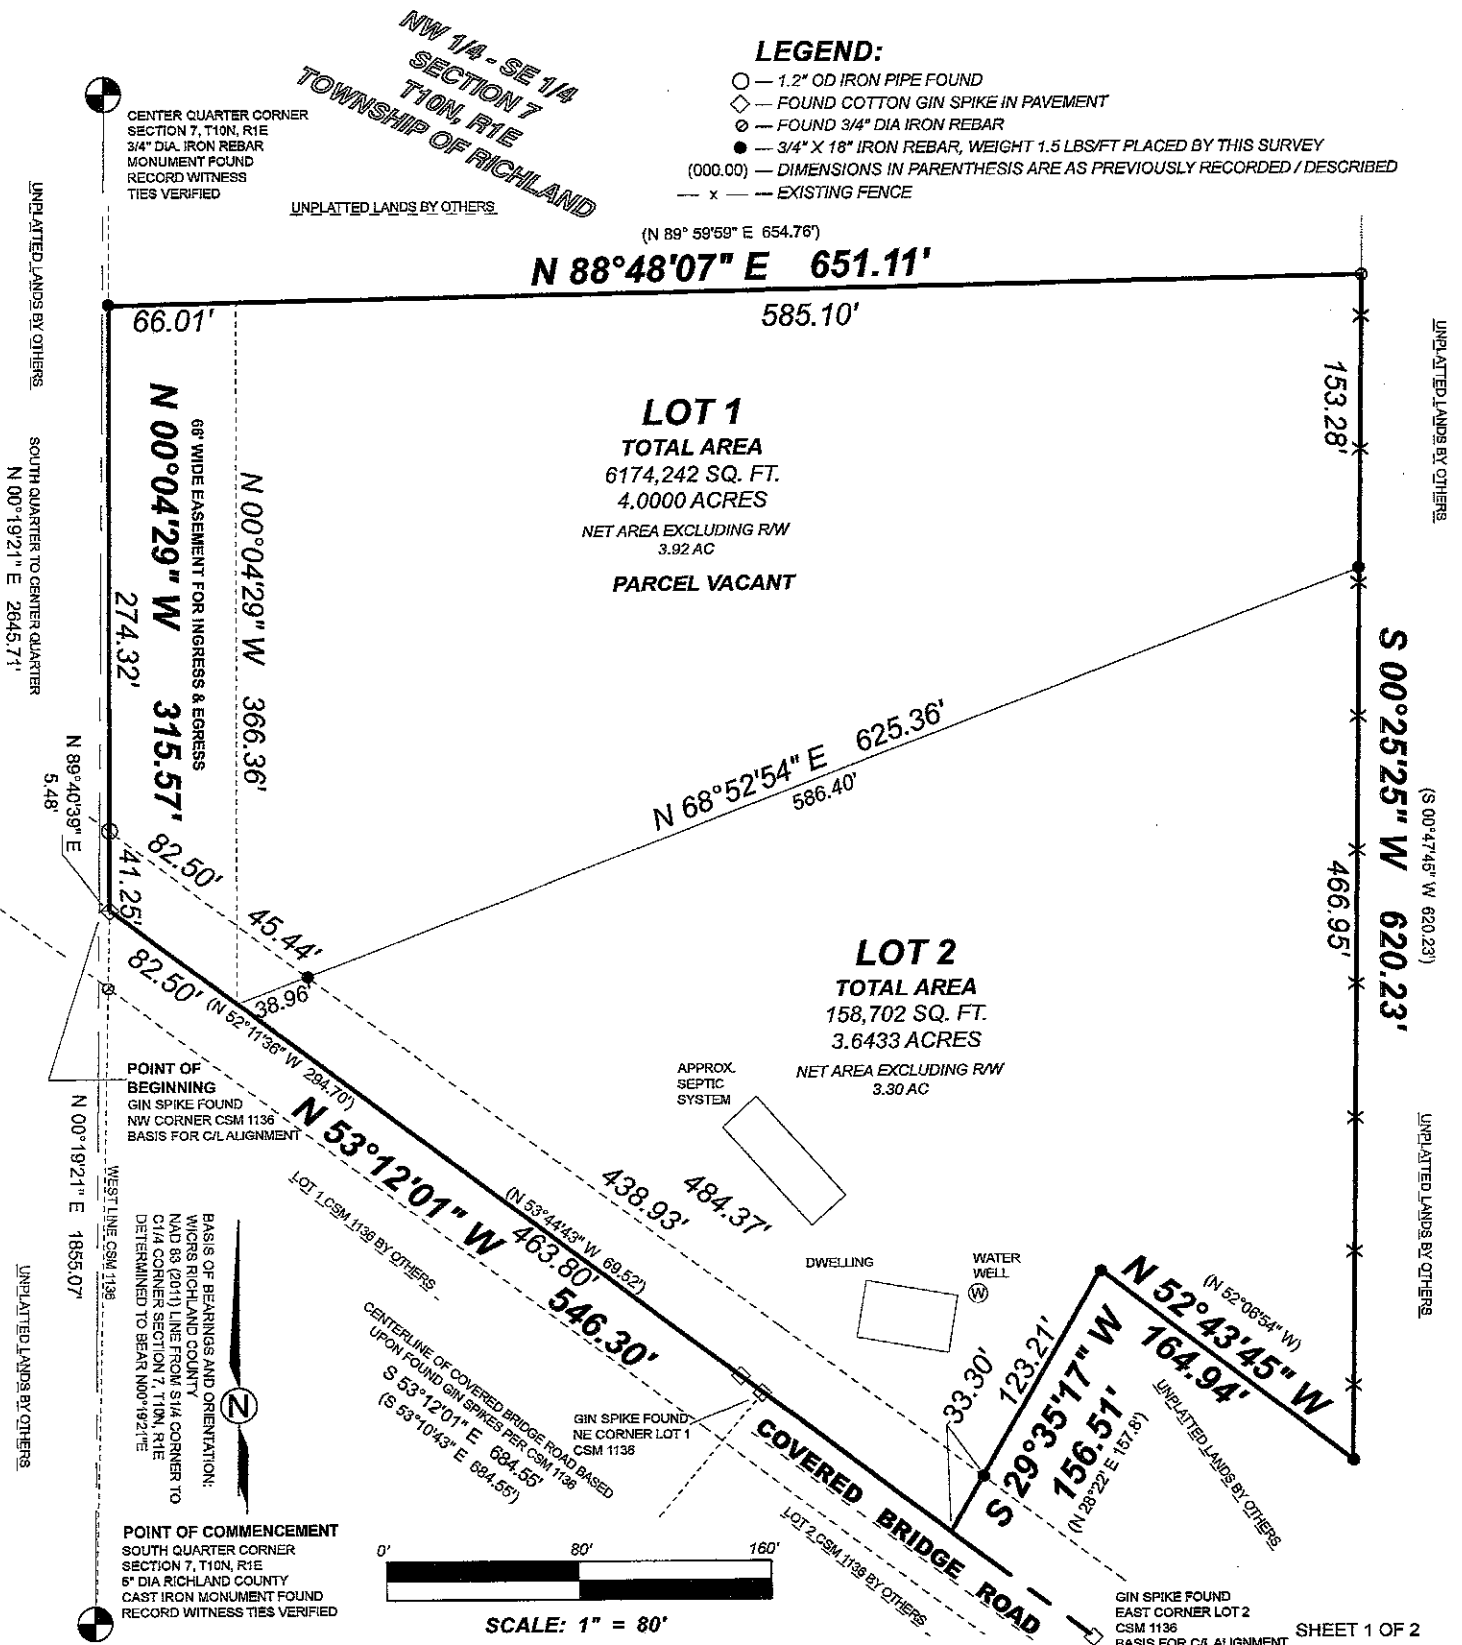 NW 1/4 - SE 1/4
SECTION 7
T10N, R1E
TOWNSHIP OF RICHLAND
LEGEND:
1.2" OD IRON PIPE FOUND
FOUND COTTON GIN SPIKE IN PAVEMENT
FOUND 3/4" DIA IRON REBAR
3/4" X 18" IRON REBAR, WEIGHT 1.5 LBS/FT PLACED BY THIS SURVEY
(000.00) — DIMENSIONS IN PARENTHESIS ARE AS PREVIOUSLY RECORDED / DESCRIBED
— x — EXISTING FENCE
CENTER QUARTER CORNER
SECTION 7, T10N, R1E
3/4" DIA. IRON REBAR
MONUMENT FOUND
RECORD WITNESS
TIES VERIFIED
UNPLATTED LANDS BY OTHERS
UNPLATTED LANDS BY OTHERS
(N 89° 59'59" E 654.76')
N 88°48'07" E 651.11'
66.01'
585.10'
UNPLATTED LANDS BY OTHERS
153.28'
LOT 1
TOTAL AREA
6174,242 SQ. FT.
4.0000 ACRES
NET AREA EXCLUDING R/W
3.92 AC
PARCEL VACANT
66' WIDE EASEMENT FOR INGRESS & EGRESS
N 00°04'29" W 315.57'
N 00°04'29" W 366.36'
274.32'
SOUTH QUARTER TO CENTER QUARTER
N 00°19'21" E 2645.71'
N 89°40'39" E
5.48'
41.25'
82.50'
45.44'
38.96'
82.50'
N 68°52'54" E 625.36'
586.40'
S 00°25'25" W 620.23'
(S 00°47'45" W 620.23')
466.95'
LOT 2
TOTAL AREA
158,702 SQ. FT.
3.6433 ACRES
NET AREA EXCLUDING R/W
3.30 AC
APPROX.
SEPTIC
SYSTEM
(N 52°11'36" W 294.70')
POINT OF
BEGINNING
GIN SPIKE FOUND
NW CORNER CSM 1136
BASIS FOR C/L ALIGNMENT
N 53°12'01" W 546.30'
463.80'
(N 53°44'43" W 69.52')
438.93'
484.37'
DWELLING
WATER
WELL
W
N 52°43'45" W
164.94'
(N 52°06'54" W)
UNPLATTED LANDS BY OTHERS
UNPLATTED LANDS BY OTHERS
123.21'
33.30'
S 29°35'17" W
156.51'
(N 28°22' E 157.8')
N 00°19'21" E 1855.07'
WEST LINE CSM 1136
UNPLATTED LANDS BY OTHERS
LOT 1 CSM 1136 BY OTHERS
BASIS OF BEARINGS AND ORIENTATION:
WICRS RICHLAND COUNTY
NAD 83 (2011) LINE FROM S1/4 CORNER TO
C1/4 CORNER SECTION 7, T10N, R1E
DETERMINED TO BEAR N00°19'21"E
N
CENTERLINE OF COVERED BRIDGE ROAD BASED
UPON FOUND GIN SPIKES PER CSM 1136
S 53°12'01" E 684.55'
(S 53°10'43" E 684.55')
GIN SPIKE FOUND
NE CORNER LOT 1
CSM 1136
COVERED BRIDGE ROAD
LOT 2 CSM 1136 BY OTHERS
POINT OF COMMENCEMENT
SOUTH QUARTER CORNER
SECTION 7, T10N, R1E
6" DIA RICHLAND COUNTY
CAST IRON MONUMENT FOUND
RECORD WITNESS TIES VERIFIED
0' 80' 160'
SCALE: 1" = 80'
GIN SPIKE FOUND
EAST CORNER LOT 2
CSM 1136
BASIS FOR C/L ALIGNMENT
SHEET 1 OF 2